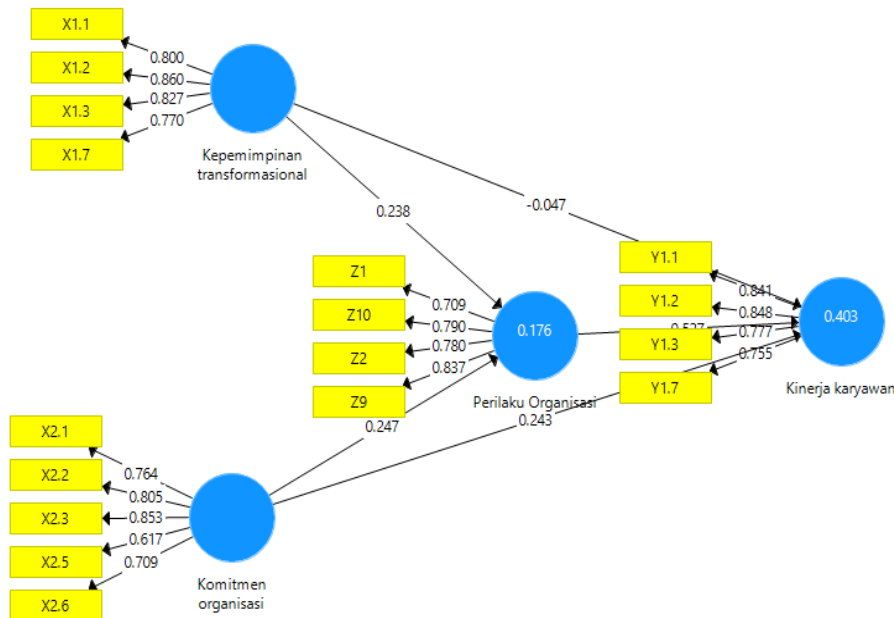 X1.1
X1.2
X1.3
X1.7
0.800
0.860
0.827
0.770
Kepemimpinan
transformasional
0.238
-0.047
Z1
Z10
Z2
Z9
0.709
0.790
0.780
0.837
0.176
Perilaku Organisasi
Y1.1
Y1.2
Y1.3
Y1.7
0.841
0.848
0.777
0.755
0.403
Kinerja karyawan
0.247
0.243
X2.1
X2.2
X2.3
X2.5
X2.6
0.764
0.805
0.853
0.617
0.709
Komitmen
organisasi